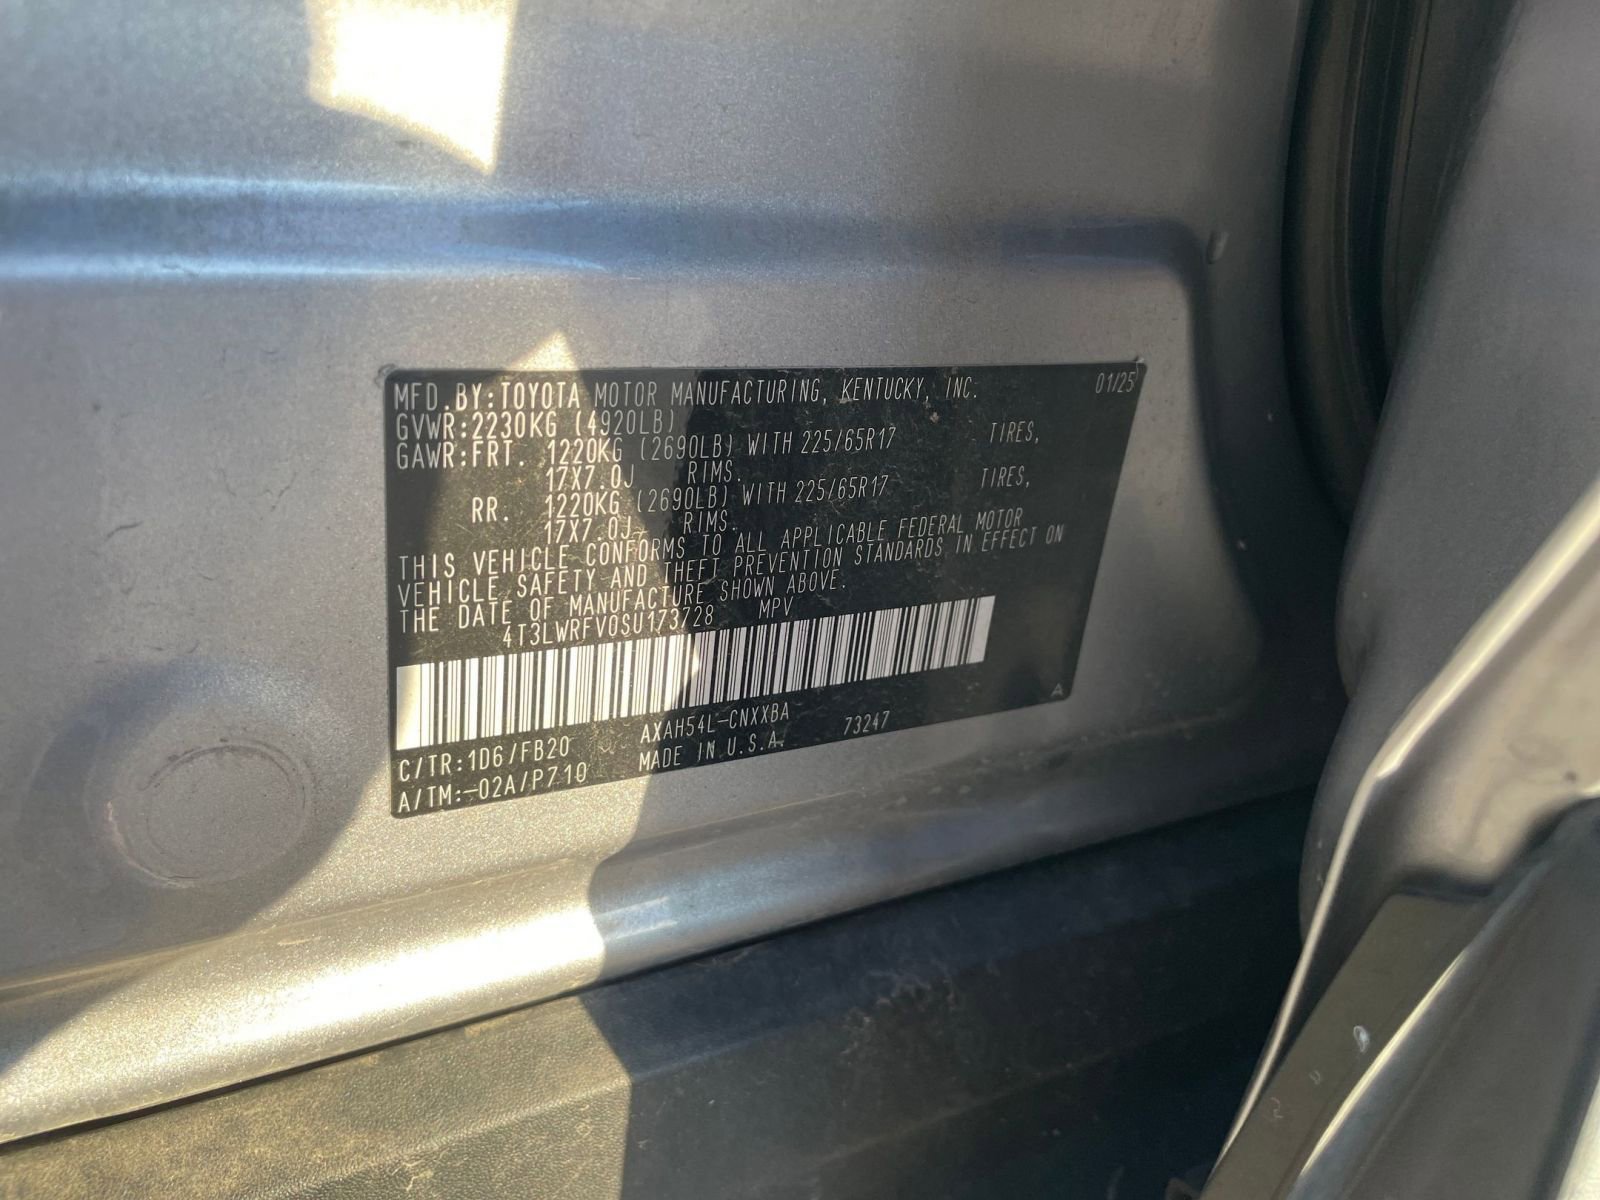 MFD.BY:TOYOTA MOTOR MANUFACTURING, KENTUCKY, INC. 01/25
GVWR:2230KG (4920LB)
GAWR:FRT. 1220KG (2690LB) WITH 225/65R17 TIRES,
17X7.0J RIMS.
RR. 1220KG (2690LB) WITH 225/65R17 TIRES,
17X7.0J RIMS.
THIS VEHICLE CONFORMS TO ALL APPLICABLE FEDERAL MOTOR
VEHICLE SAFETY AND THEFT PREVENTION STANDARDS IN EFFECT ON
THE DATE OF MANUFACTURE SHOWN ABOVE.
4T3LWRFV0SU173728 MPV
A
C/TR:1D6/FB20 AXAH54L-CNXXBA 73247
A/TM:-02A/P710 MADE IN U.S.A.